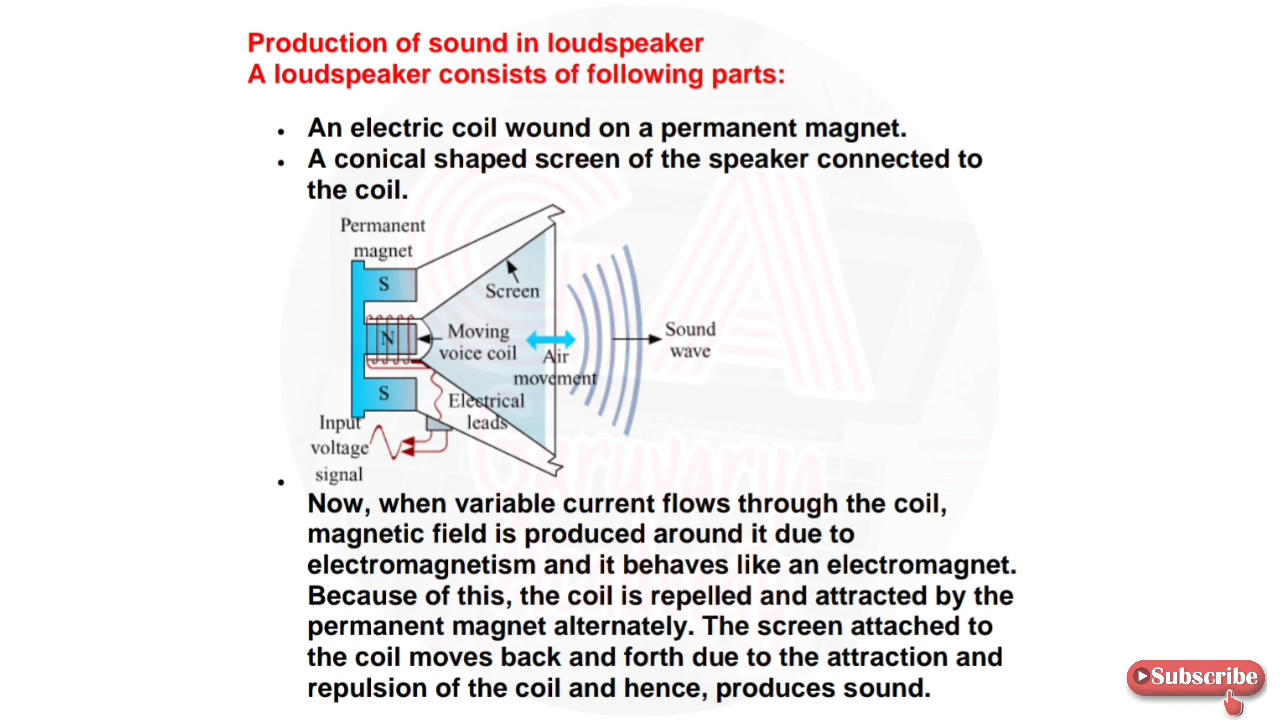 Production of sound in loudspeaker
A loudspeaker consists of following parts:
• An electric coil wound on a permanent magnet.
• A conical shaped screen of the speaker connected to
the coil.
Permanent
magnet
S
Screen
N
Moving
voice coil
Air
movement
Sound
wave
S
Electrical
leads
Input
voltage
signal
•
Now, when variable current flows through the coil,
magnetic field is produced around it due to
electromagnetism and it behaves like an electromagnet.
Because of this, the coil is repelled and attracted by the
permanent magnet alternately. The screen attached to
the coil moves back and forth due to the attraction and
repulsion of the coil and hence, produces sound.
Subscribe